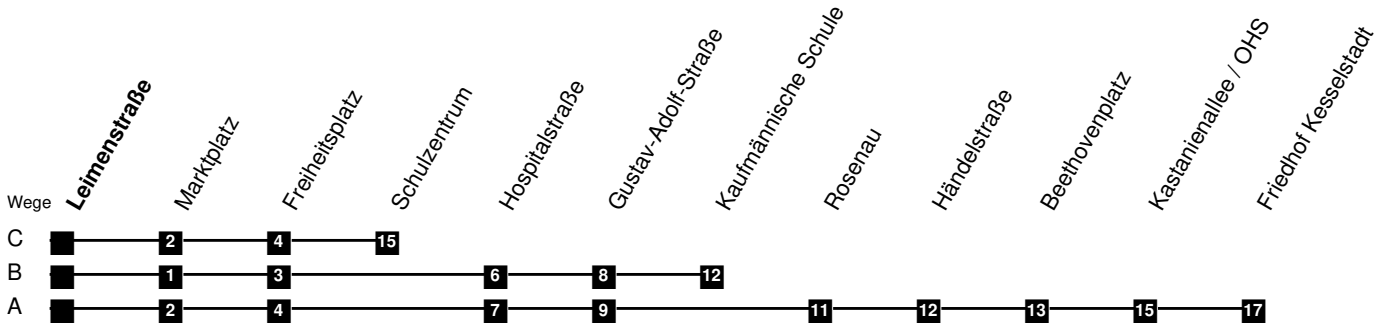 Leimenstraße
Marktplatz
Freiheitsplatz
Schulzentrum
Hospitalstraße
Gustav-Adolf-Straße
Kaufmännische Schule
Rosenau
Händelstraße
Beethovenplatz
Kastanienallee / OHS
Friedhof Kesselstadt
Wege
C 2 4 15
B 1 3 6 8 12
A 2 4 7 9 11 12 13 15 17